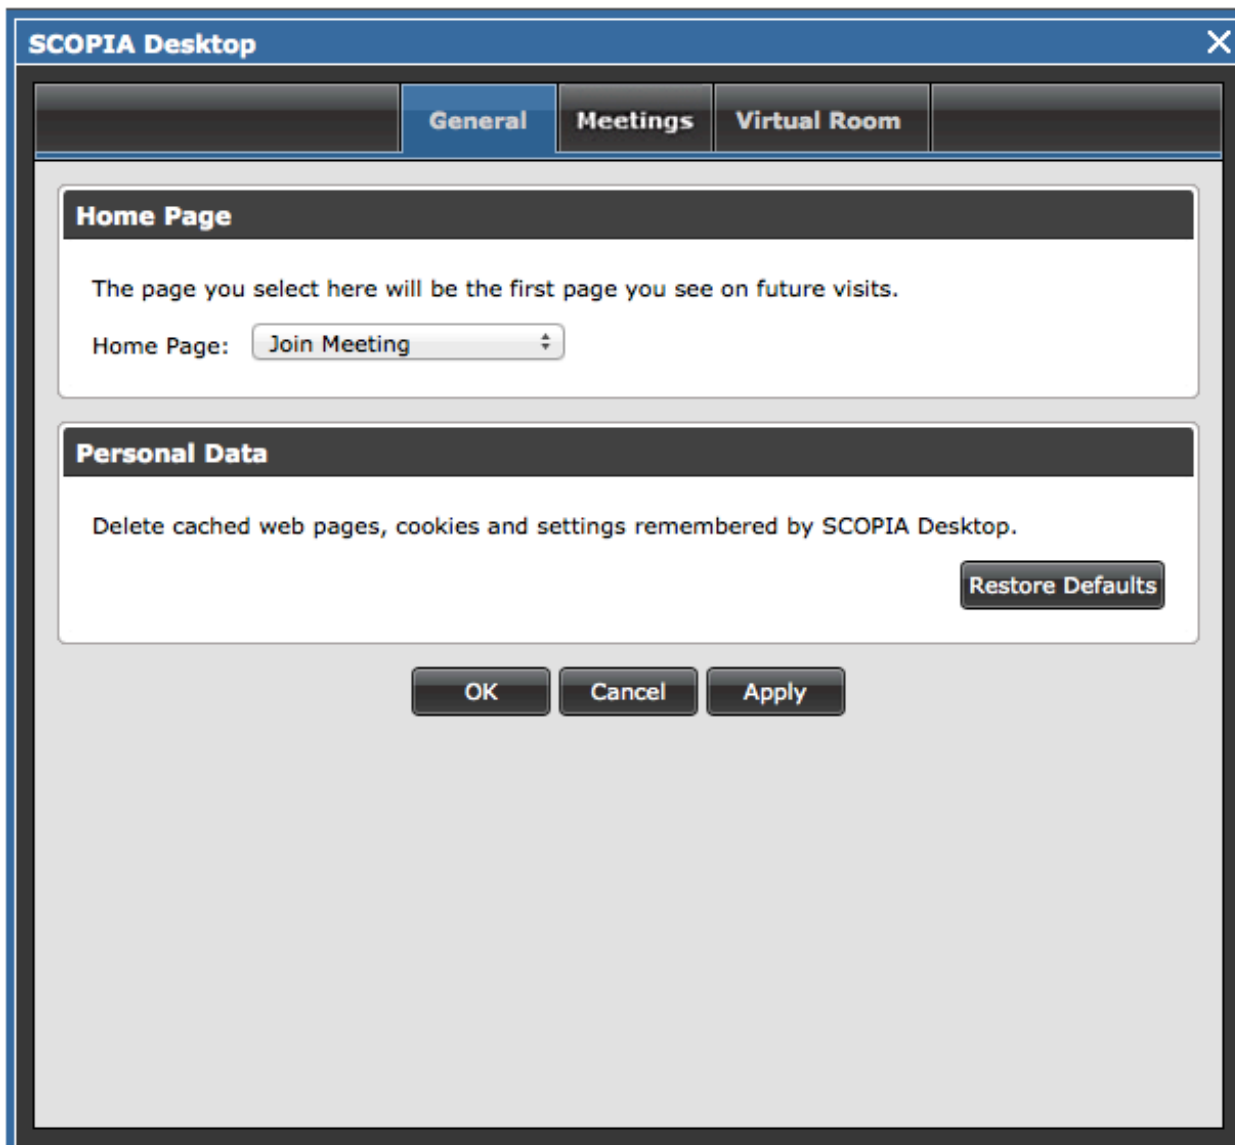 SCOPIA Desktop
General Meetings Virtual Room
Home Page
The page you select here will be the first page you see on future visits.
Home Page: Join Meeting
Personal Data
Delete cached web pages, cookies and settings remembered by SCOPIA Desktop.
Restore Defaults
OK Cancel Apply